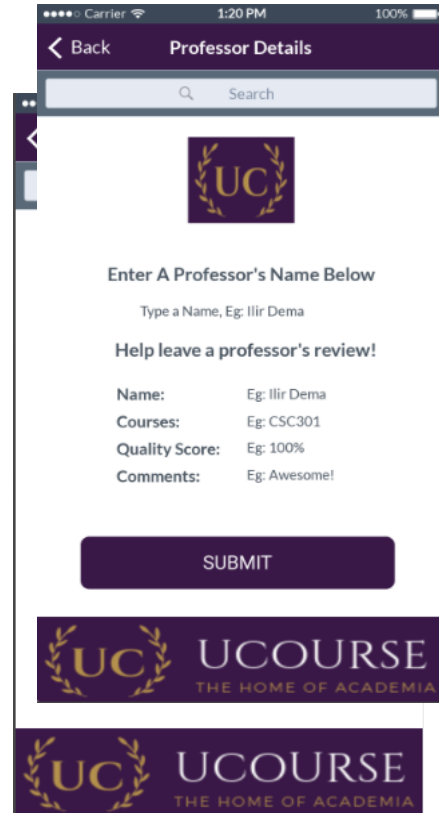 Carrier 1:20 PM 100%
Back Professor Details
Search
UC
Enter A Professor's Name Below
Type a Name, Eg: Ilir Dema
Help leave a professor's review!
Name: Eg: Ilir Dema
Courses: Eg: CSC301
Quality Score: Eg: 100%
Comments: Eg: Awesome!
SUBMIT
UC UCOURSE
THE HOME OF ACADEMIA
UC UCOURSE
THE HOME OF ACADEMIA